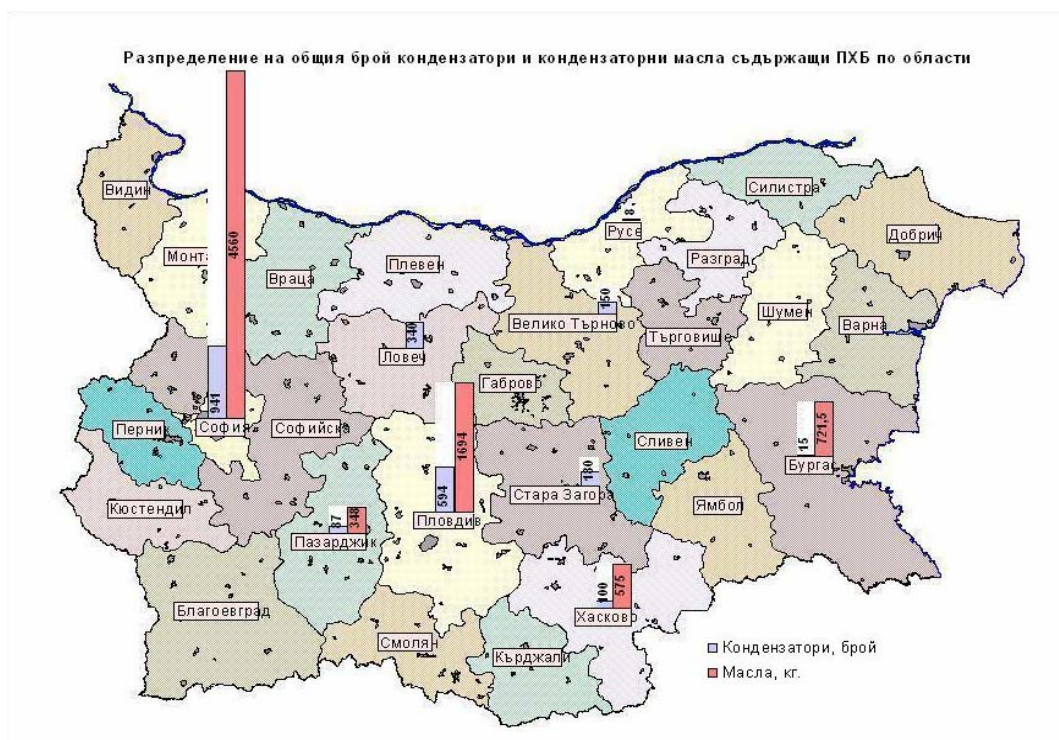 Разпределение на общия брой кондензатори и кондензаторни масла съдържащи ПХБ по области
Видин
Силистра
Русе
8
Добрич
Монта
4560
Враца
Плевен
Разград
Велико Търново
150
Шумен
Варна
Търговище
Ловеч
340
Габрово
941
София
Софийска
Перник
1694
594
Пловдив
Сливен
15
721,5
Бургас
180
Стара Загора
Ямбол
Кюстендил
87
348
Пазарджик
Благоевград
100
575
Хасково
Смолян
Кърджали
Кондензатори, брой
Масла, кг.